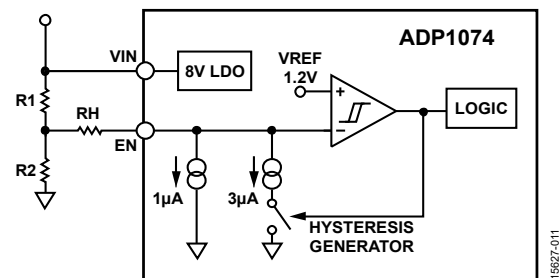 ADP1074
VIN
8V LDO
VREF
1.2V
+
−
LOGIC
R1
RH
EN
R2
1µA
3µA
HYSTERESIS
GENERATOR
15627-011